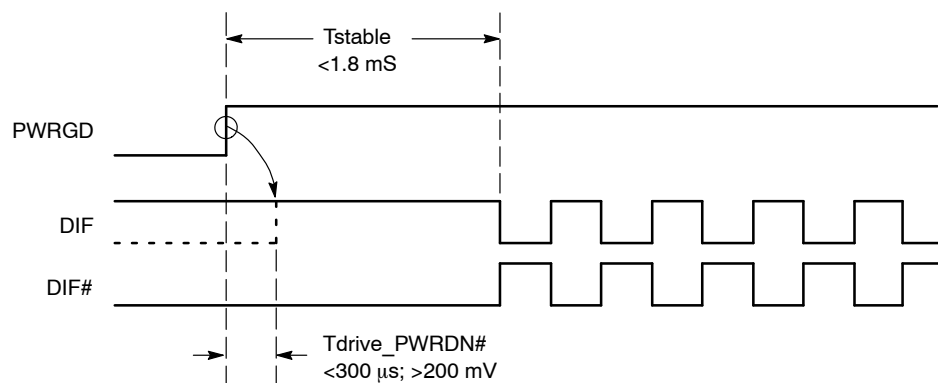 Tstable
<1.8 mS
PWRGD
DIF
DIF#
Tdrive_PWRDN#
<300 μs; >200 mV